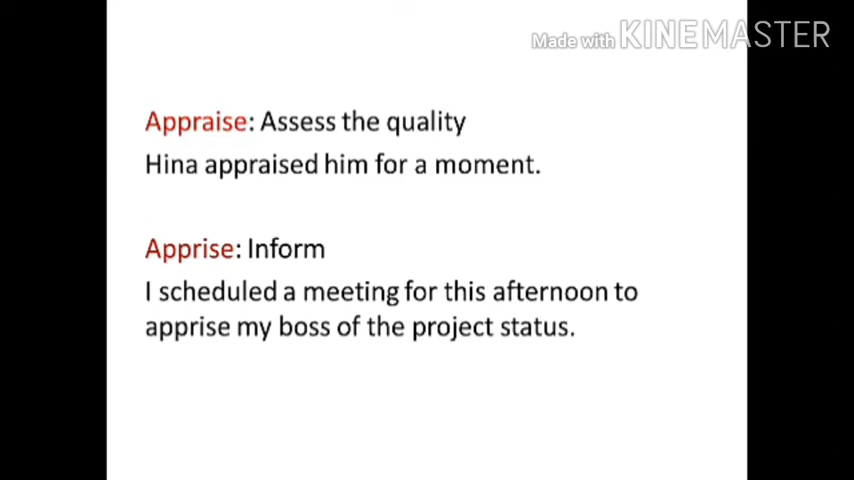 Made with KINEMASTER
Appraise: Assess the quality
Hina appraised him for a moment.
Apprise: Inform
I scheduled a meeting for this afternoon to
apprise my boss of the project status.